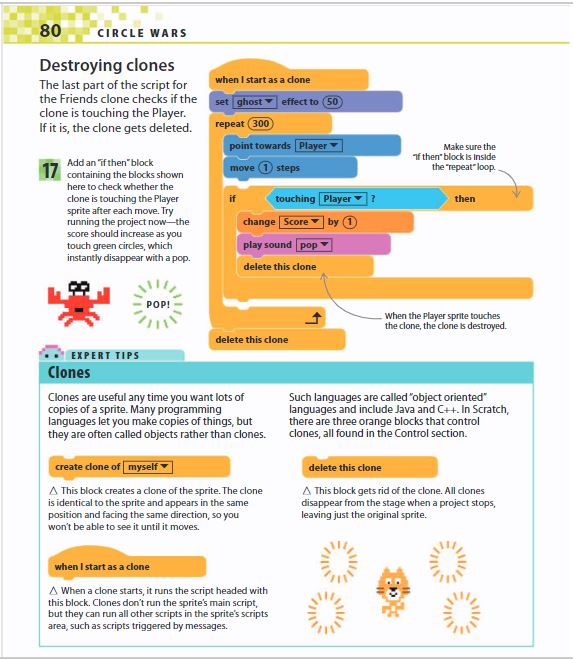 80 CIRCLE WARS
Destroying clones
The last part of the script for
the Friends clone checks if the
clone is touching the Player.
If it is, the clone gets deleted.
17
Add an "if then" block
containing the blocks shown
here to check whether the
clone is touching the Player
sprite after each move. Try
running the project now—the
score should increase as you
touch green circles, which
instantly disappear with a pop.
POP!
when I start as a clone
set ghost effect to 50
repeat 300
point towards Player
move 1 steps
if touching Player ? then
change Score by 1
play sound pop
delete this clone
delete this clone
Make sure the
"if then" block is inside
the "repeat" loop.
When the Player sprite touches
the clone, the clone is destroyed.
EXPERT TIPS
Clones
Clones are useful any time you want lots of
copies of a sprite. Many programming
languages let you make copies of things, but
they are often called objects rather than clones.
Such languages are called "object oriented"
languages and include Java and C++. In Scratch,
there are three orange blocks that control
clones, all found in the Control section.
create clone of myself
△ This block creates a clone of the sprite. The clone
is identical to the sprite and appears in the same
position and facing the same direction, so you
won't be able to see it until it moves.
delete this clone
△ This block gets rid of the clone. All clones
disappear from the stage when a project stops,
leaving just the original sprite.
when I start as a clone
△ When a clone starts, it runs the script headed with
this block. Clones don't run the sprite's main script,
but they can run all other scripts in the sprite's scripts
area, such as scripts triggered by messages.